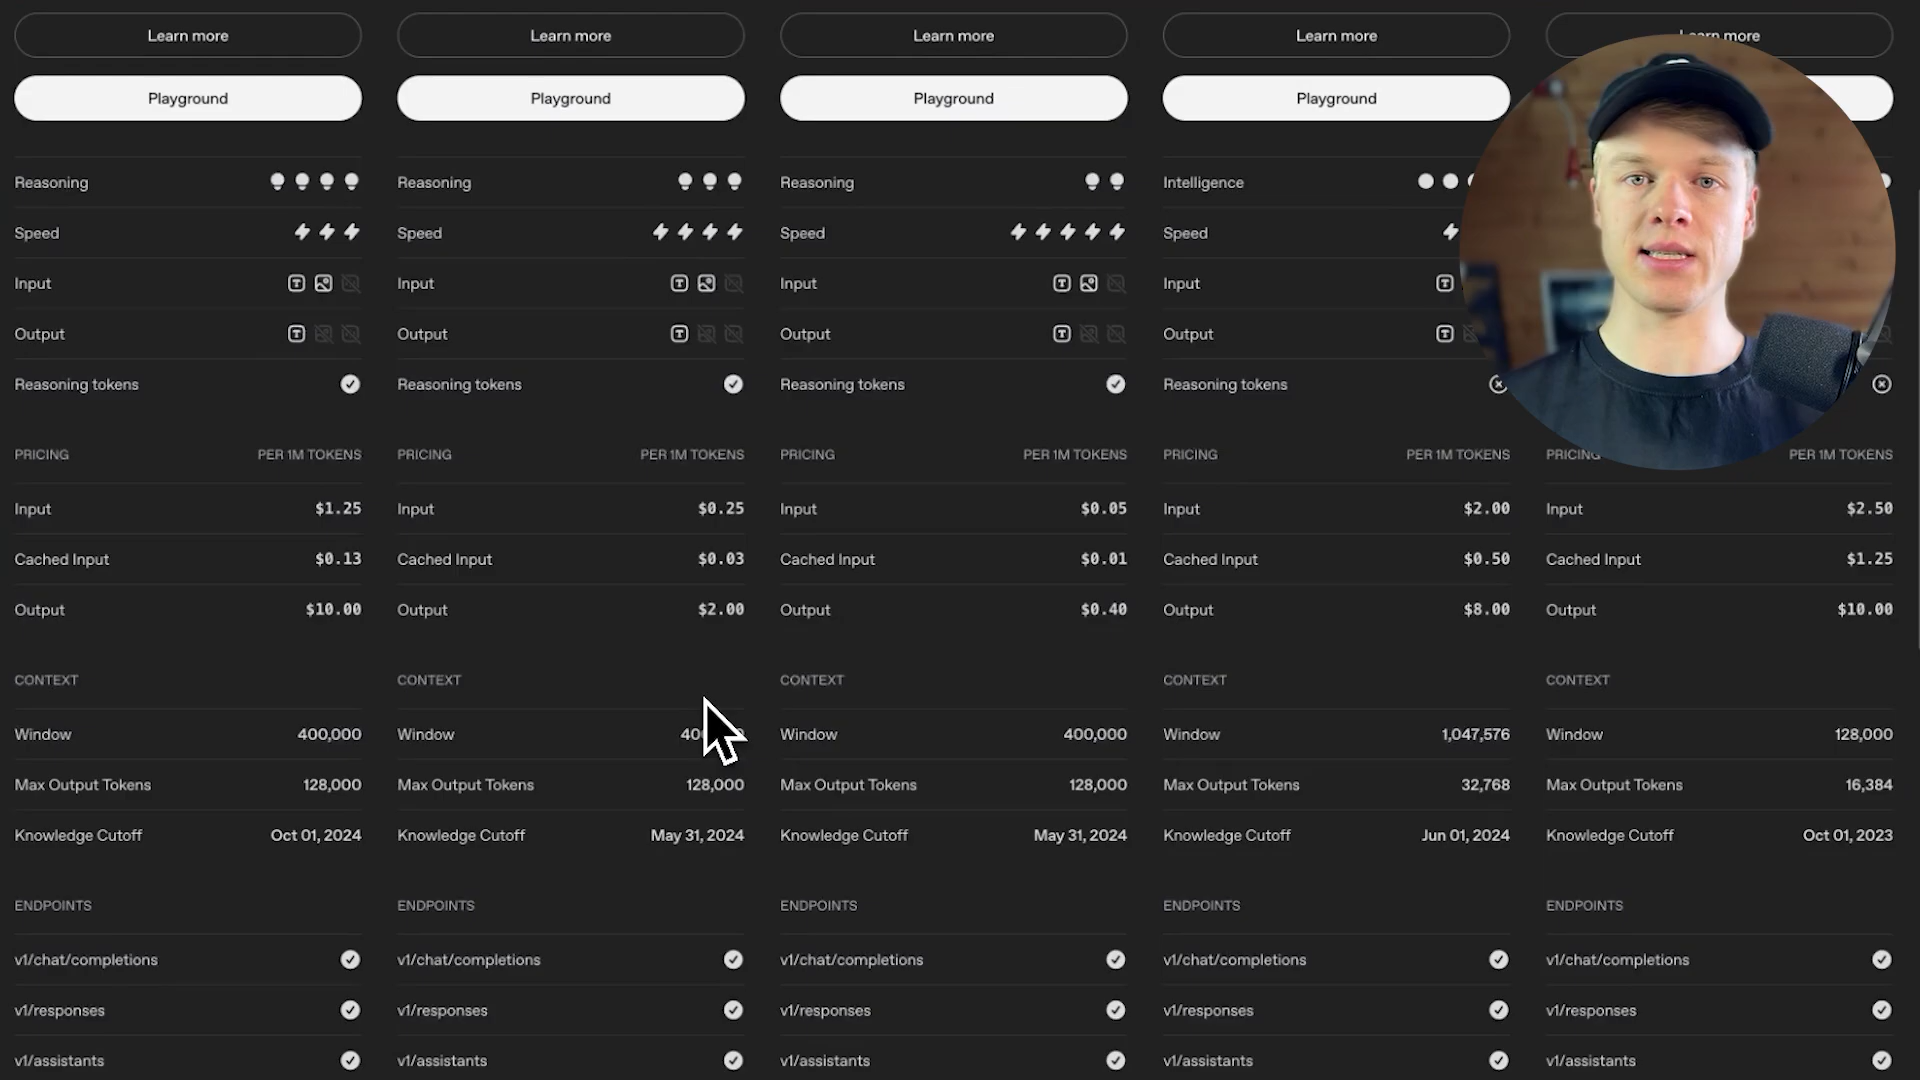 Learn more Learn more Learn more Learn more Learn more
Playground Playground Playground Playground
Reasoning Reasoning Reasoning Intelligence
Speed Speed Speed Speed
Input Input Input Input
Output Output Output Output
Reasoning tokens Reasoning tokens Reasoning tokens Reasoning tokens
PRICING PER 1M TOKENS PRICING PER 1M TOKENS PRICING PER 1M TOKENS PRICING PER 1M TOKENS PRICING PER 1M TOKENS
Input $1.25 Input $0.25 Input $0.05 Input $2.00 Input $2.50
Cached Input $0.13 Cached Input $0.03 Cached Input $0.01 Cached Input $0.50 Cached Input $1.25
Output $10.00 Output $2.00 Output $0.40 Output $8.00 Output $10.00
CONTEXT CONTEXT CONTEXT CONTEXT CONTEXT
Window 400,000 Window Window 400,000 Window 1,047,576 Window 128,000
Max Output Tokens 128,000 Max Output Tokens 128,000 Max Output Tokens 128,000 Max Output Tokens 32,768 Max Output Tokens 16,384
Knowledge Cutoff Oct 01, 2024 Knowledge Cutoff May 31, 2024 Knowledge Cutoff May 31, 2024 Knowledge Cutoff Jun 01, 2024 Knowledge Cutoff Oct 01, 2023
ENDPOINTS ENDPOINTS ENDPOINTS ENDPOINTS ENDPOINTS
v1/chat/completions v1/chat/completions v1/chat/completions v1/chat/completions v1/chat/completions
v1/responses v1/responses v1/responses v1/responses v1/responses
v1/assistants v1/assistants v1/assistants v1/assistants v1/assistants